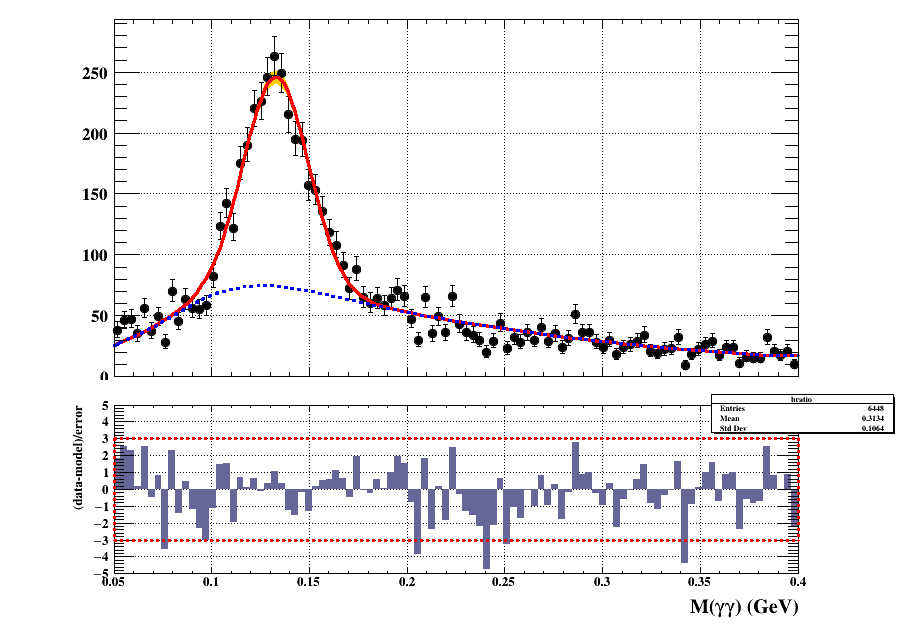 250
200
150
100
50
0
hratio
Entries 6448
Mean 0.3134
Std Dev 0.1064
(data-model)/error
5
4
3
2
1
0
−1
−2
−3
−4
−5
0.05 0.1 0.15 0.2 0.25 0.3 0.35 0.4
M(γγ) (GeV)